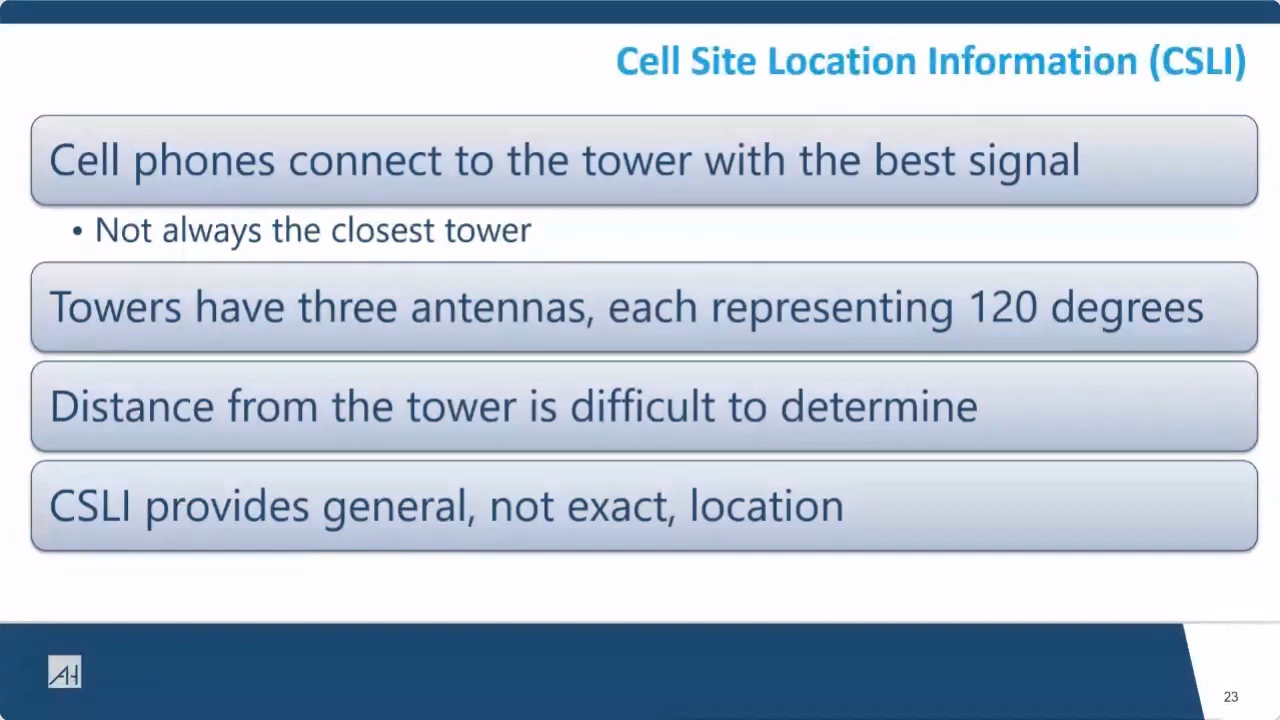 Cell Site Location Information (CSLI)
Cell phones connect to the tower with the best signal
• Not always the closest tower
Towers have three antennas, each representing 120 degrees
Distance from the tower is difficult to determine
CSLI provides general, not exact, location
AH
23